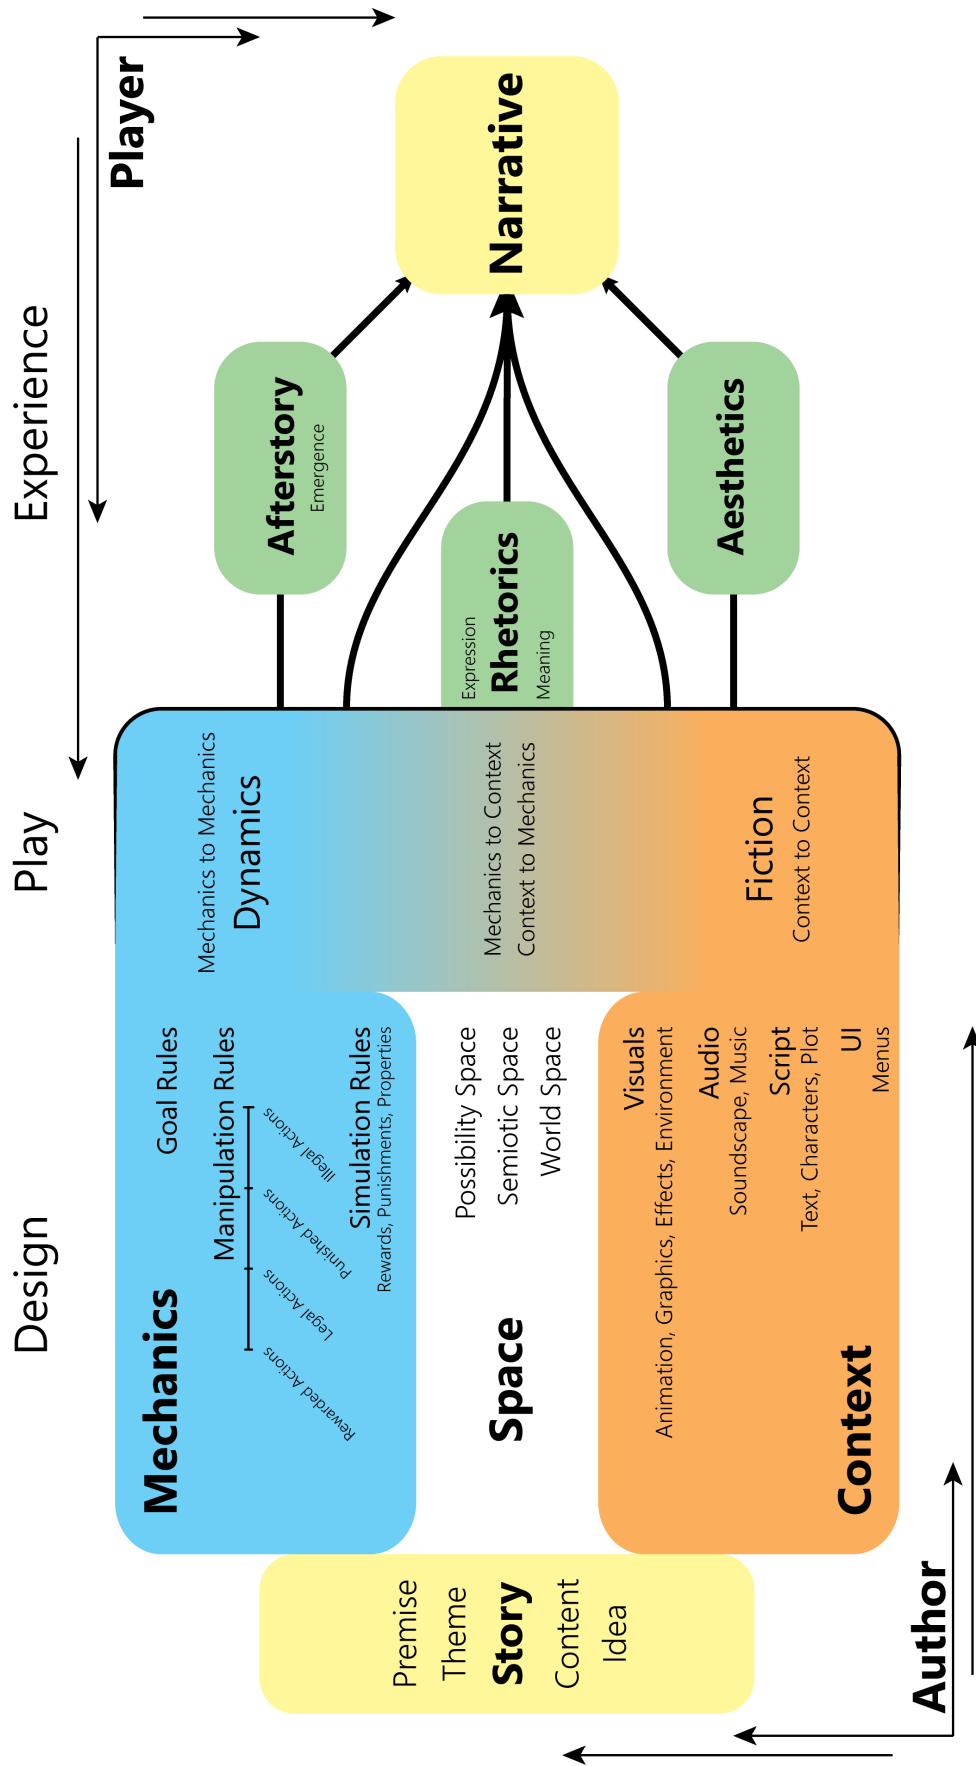 Design
Play
Experience
Player
Mechanics
Goal Rules
Manipulation Rules
Rewarded Actions
Legal Actions
Punished Actions
Illegal Actions
Simulation Rules
Rewards, Punishments, Properties
Mechanics to Mechanics
Dynamics
Afterstory
Emergence
Premise
Theme
Story
Content
Idea
Space
Possibility Space
Semiotic Space
World Space
Mechanics to Context
Context to Mechanics
Expression
Rhetorics
Meaning
Narrative
Visuals
Animation, Graphics, Effects, Environment
Audio
Soundscape, Music
Script
Text, Characters, Plot
UI
Menus
Context
Fiction
Context to Context
Aesthetics
Author